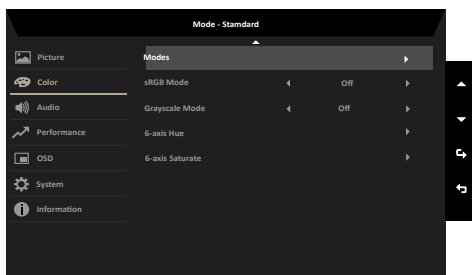 Mode - Stamdard
Picture
Modes
Color
sRGB Mode Off
Audio
Grayscale Mode Off
Performance
6-axis Hue
OSD
6-axis Saturate
System
Information